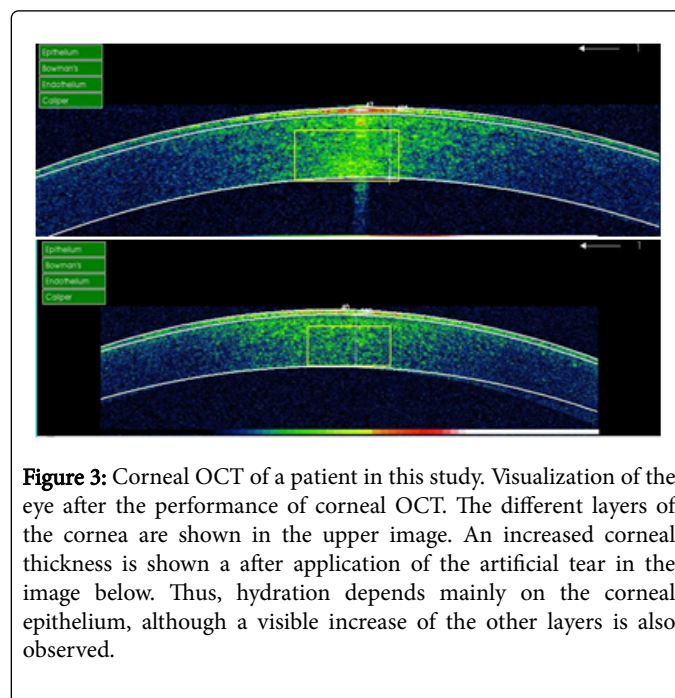 Epithelium
Bowman's
Endothelium
Caliper
1
Epithelium
Bowman's
Endothelium
Caliper
1
Figure 3: Corneal OCT of a patient in this study. Visualization of the
eye after the performance of corneal OCT. The different layers of
the cornea are shown in the upper image. An increased corneal
thickness is shown a after application of the artificial tear in the
image below. Thus, hydration depends mainly on the corneal
epithelium, although a visible increase of the other layers is also
observed.